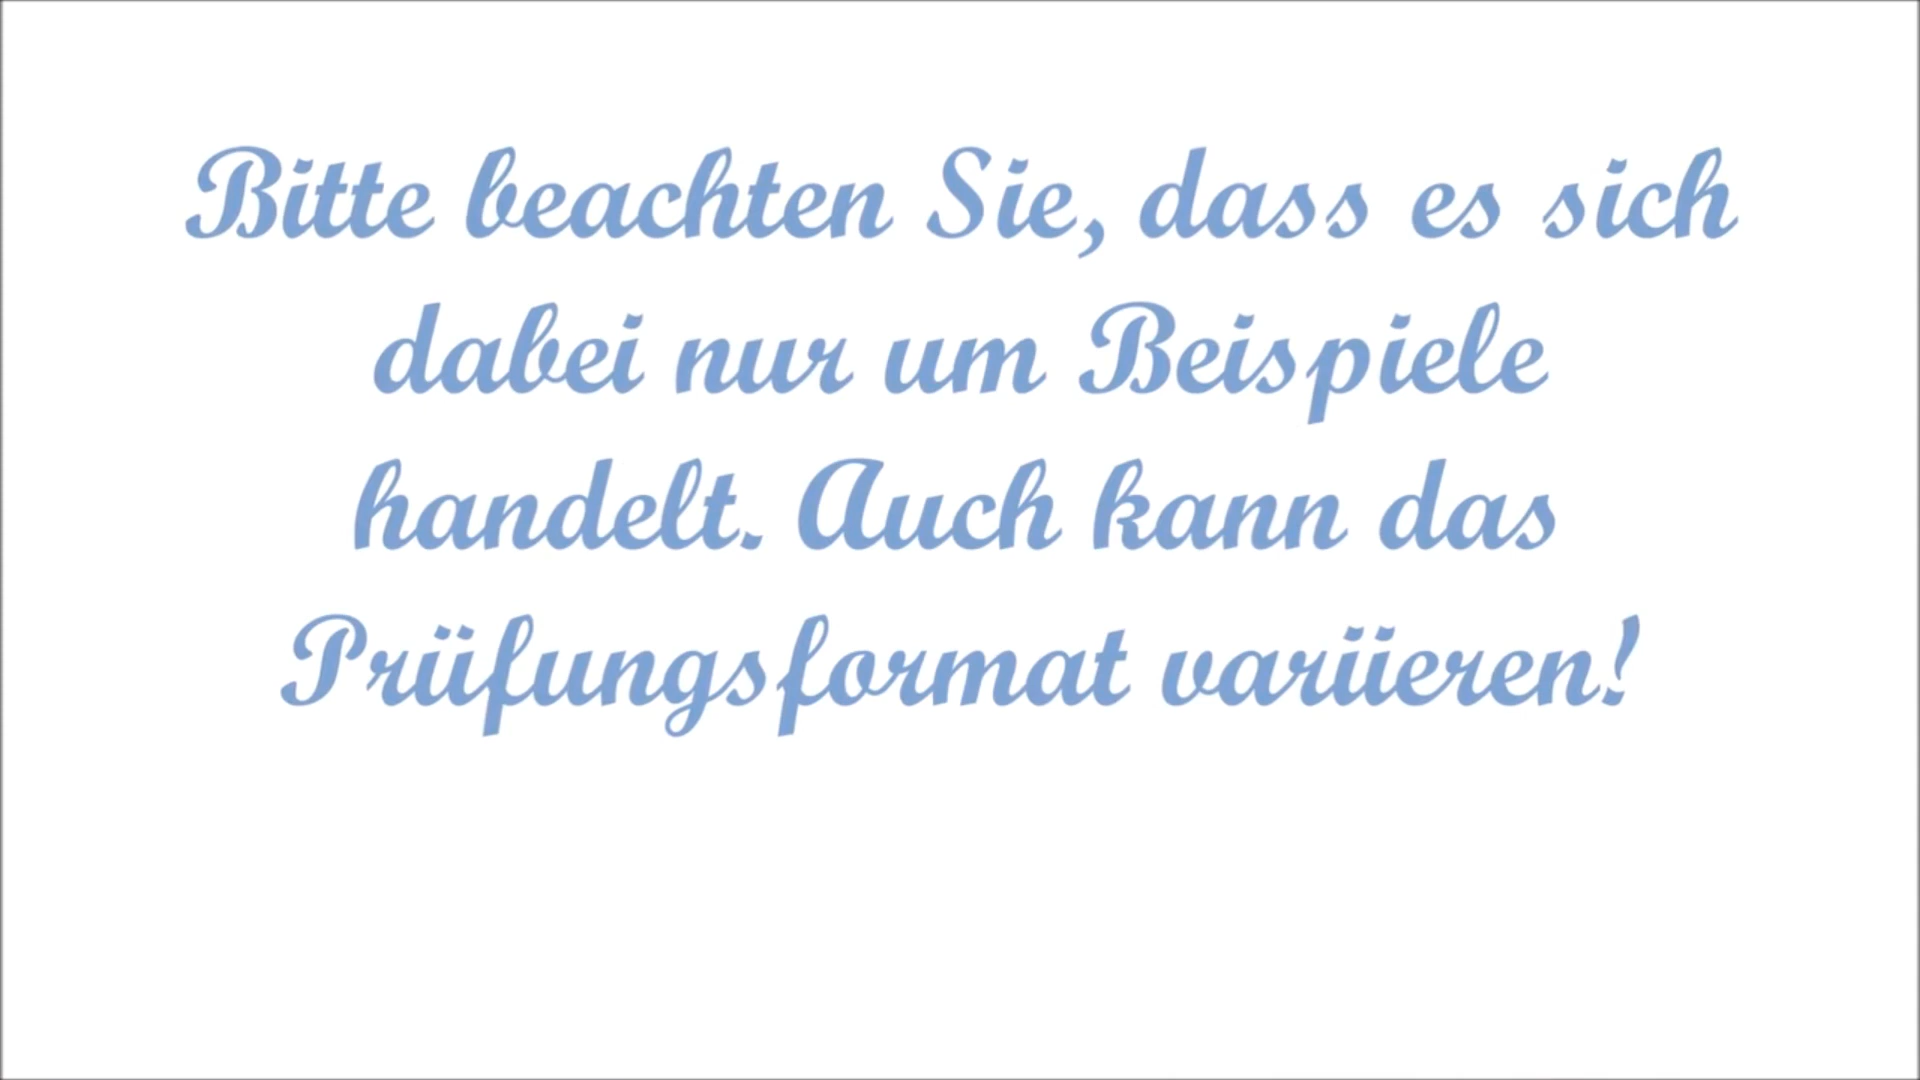 Bitte beachten Sie, dass es sich
dabei nur um Beispiele
handelt. Auch kann das
Prüfungsformat variieren!